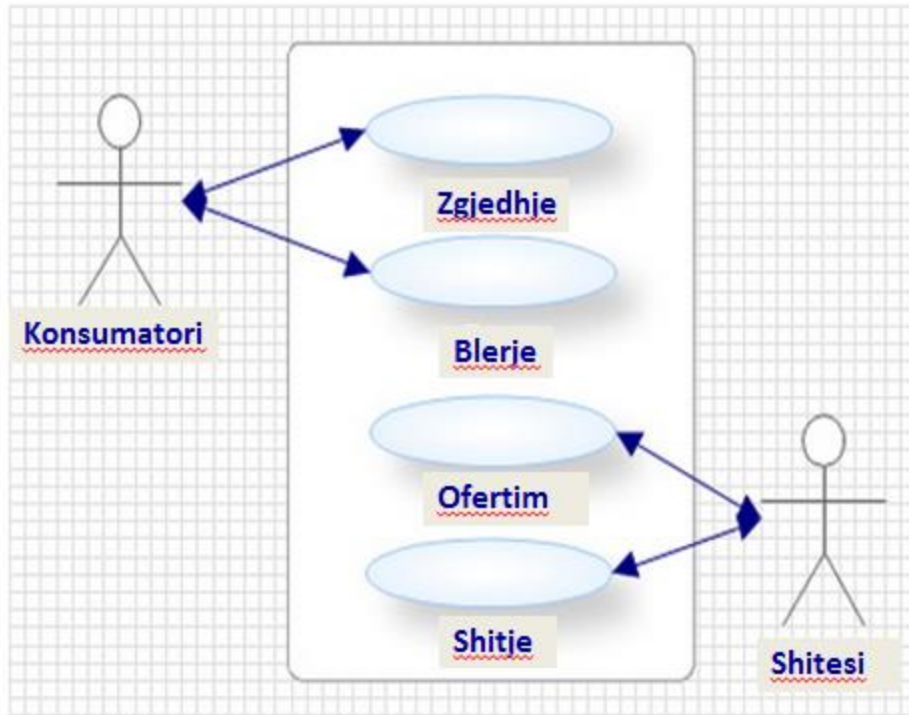 Zgjedhje
Konsumatori
Blerje
Ofertim
Shitje
Shitesi